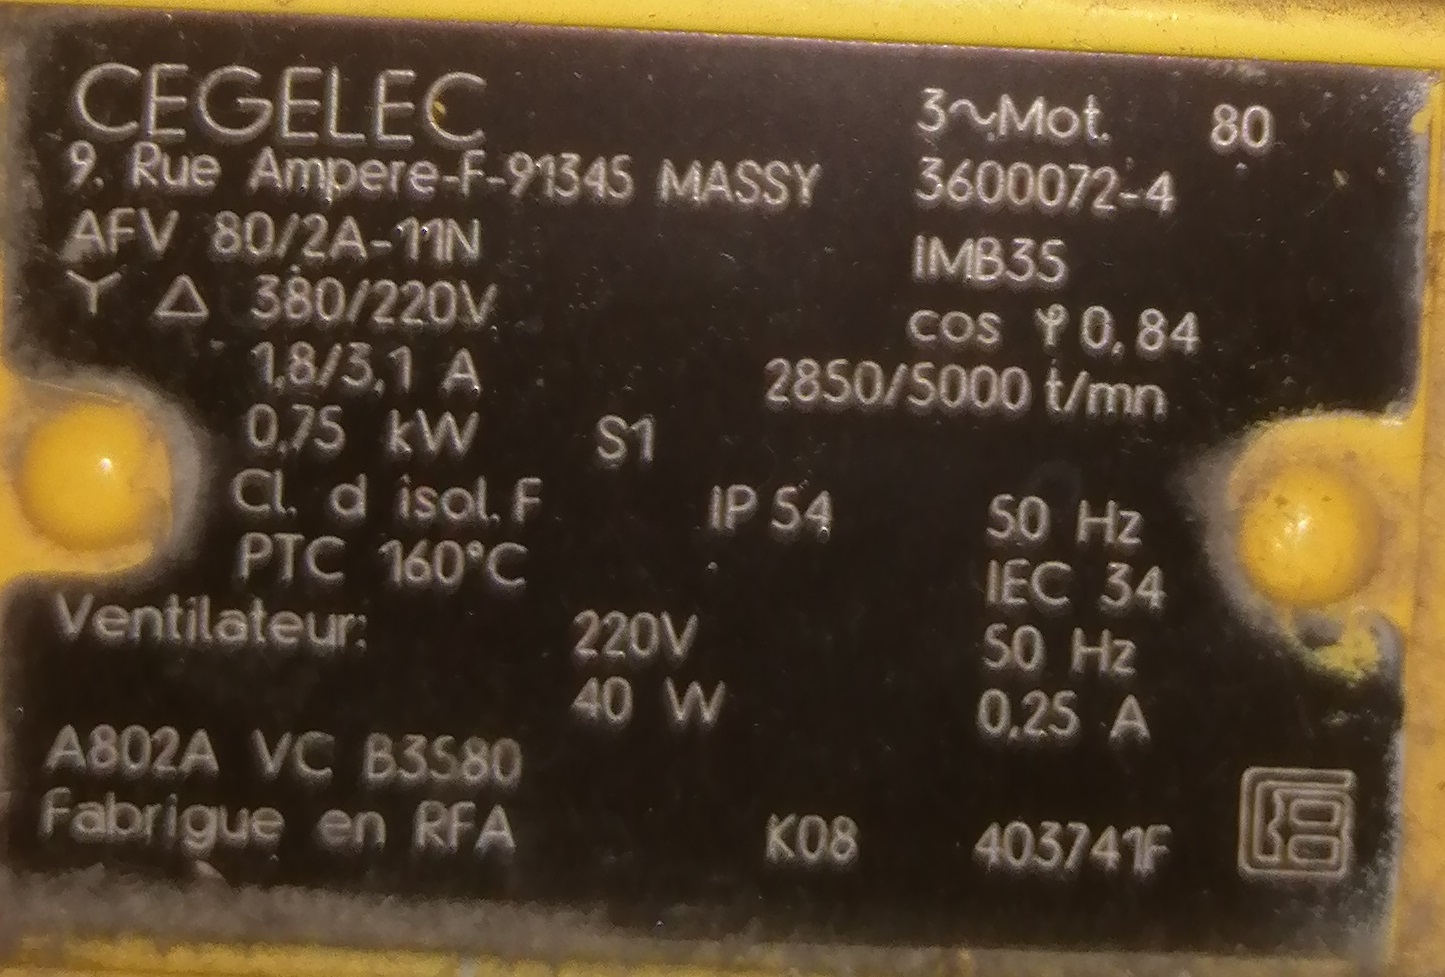 CEGELEC 3~Mot. 80
9. Rue Ampere-F-91345 MASSY 3600072-4
AFV 80/2A-11N IMB35
Y Δ 380/220V cos φ 0,84
1,8/3,1 A 2850/5000 t/mn
0,75 kW S1
Cl. d isol. F IP 54 50 Hz
PTC 160°C IEC 34
Ventilateur: 220V 50 Hz
40 W 0,25 A
A802A VC B3580
Fabrigue en RFA K08 403741F